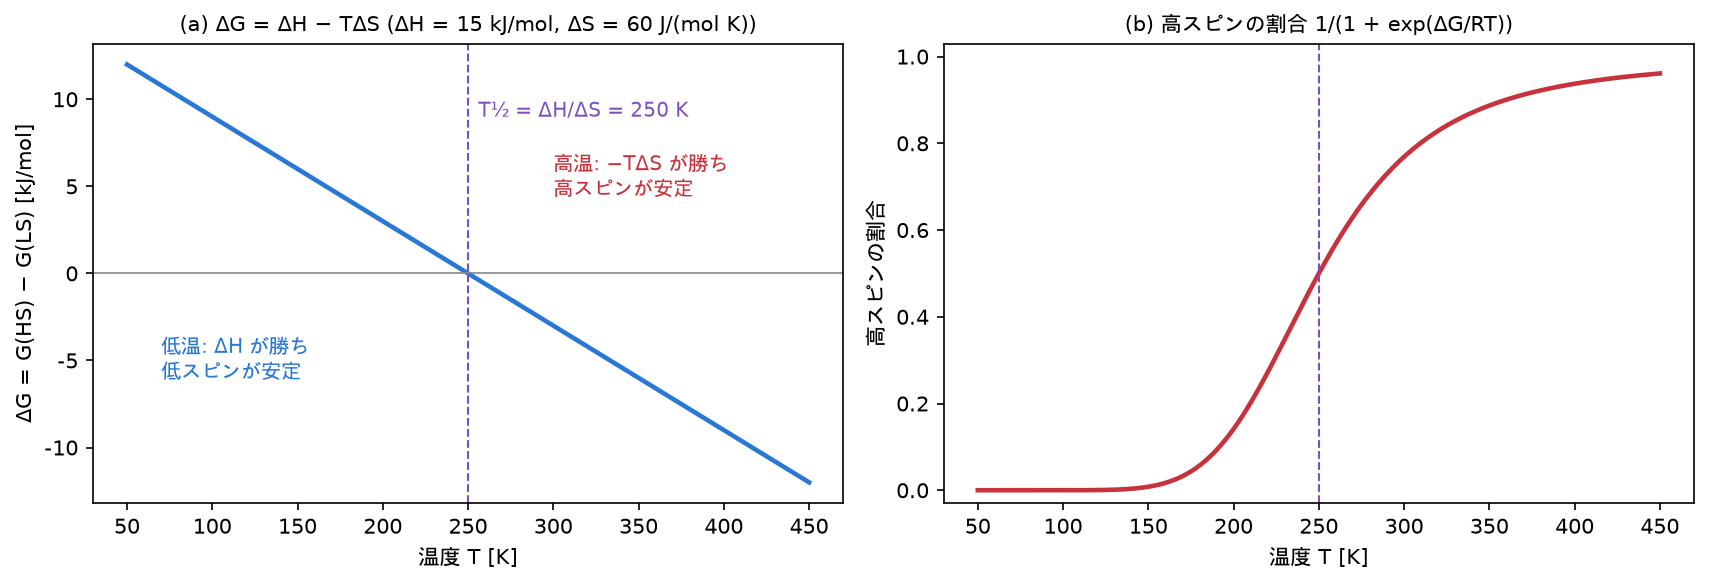 (a) ΔG = ΔH − TΔS (ΔH = 15 kJ/mol, ΔS = 60 J/(mol K))
ΔG = G(HS) − G(LS) [kJ/mol]
10
5
0
-5
-10
T½ = ΔH/ΔS = 250 K
高温: −TΔS が勝ち
高スピンが安定
低温: ΔH が勝ち
低スピンが安定
50 100 150 200 250 300 350 400 450
温度 T [K]
(b) 高スピンの割合 1/(1 + exp(ΔG/RT))
高スピンの割合
1.0
0.8
0.6
0.4
0.2
0.0
50 100 150 200 250 300 350 400 450
温度 T [K]